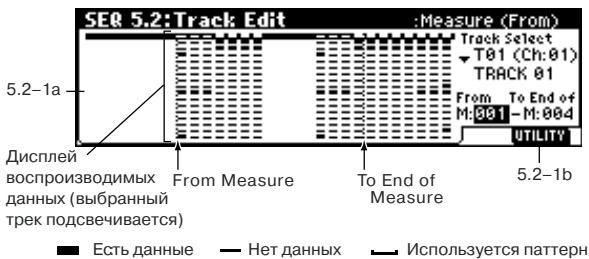 SEQ 5.2:Track Edit :Measure (From)
Track Select
T01 (Ch:01)
TRACK 01
From To End of
M:001-M:004
UTILITY
5.2–1a
5.2–1b
Дисплей
воспроизводимых
данных (выбранный
трек подсвечивается)
From Measure
To End of
Measure
Есть данные Нет данных Используется паттерн